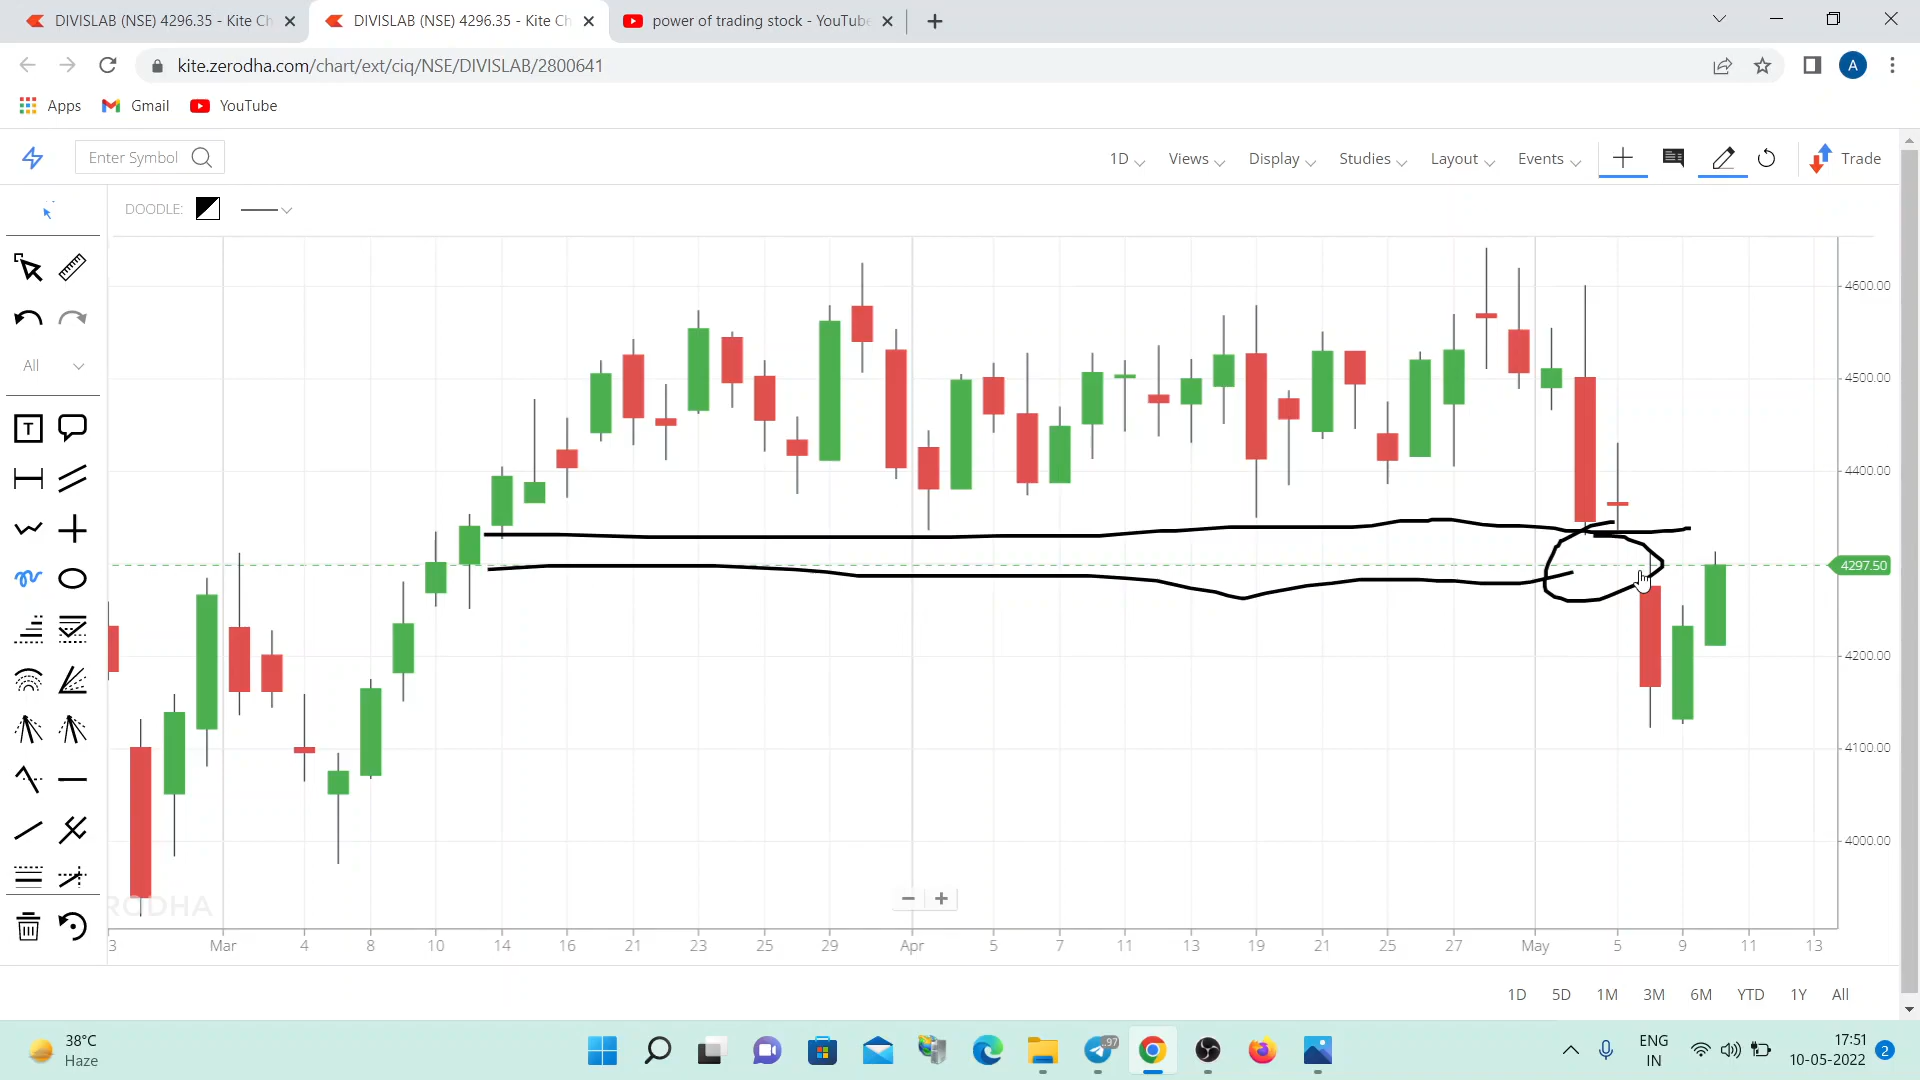 DIVISLAB (NSE) 4296.35 - Kite Ch
DIVISLAB (NSE) 4296.35 - Kite Ch
power of trading stock - YouTube
kite.zerodha.com/chart/ext/ciq/NSE/DIVISLAB/2800641
A
Apps
Gmail
YouTube
Enter Symbol
1D
Views
Display
Studies
Layout
Events
Trade
DOODLE:
All
T
4600.00
4500.00
4400.00
4297.50
4200.00
4100.00
4000.00
RODHA
3
Mar
4
8
10
14
16
21
23
25
29
Apr
5
7
11
13
19
21
25
27
May
5
9
11
13
1D
5D
1M
3M
6M
YTD
1Y
All
38°C
Haze
97
ENG
IN
17:51
10-05-2022
2